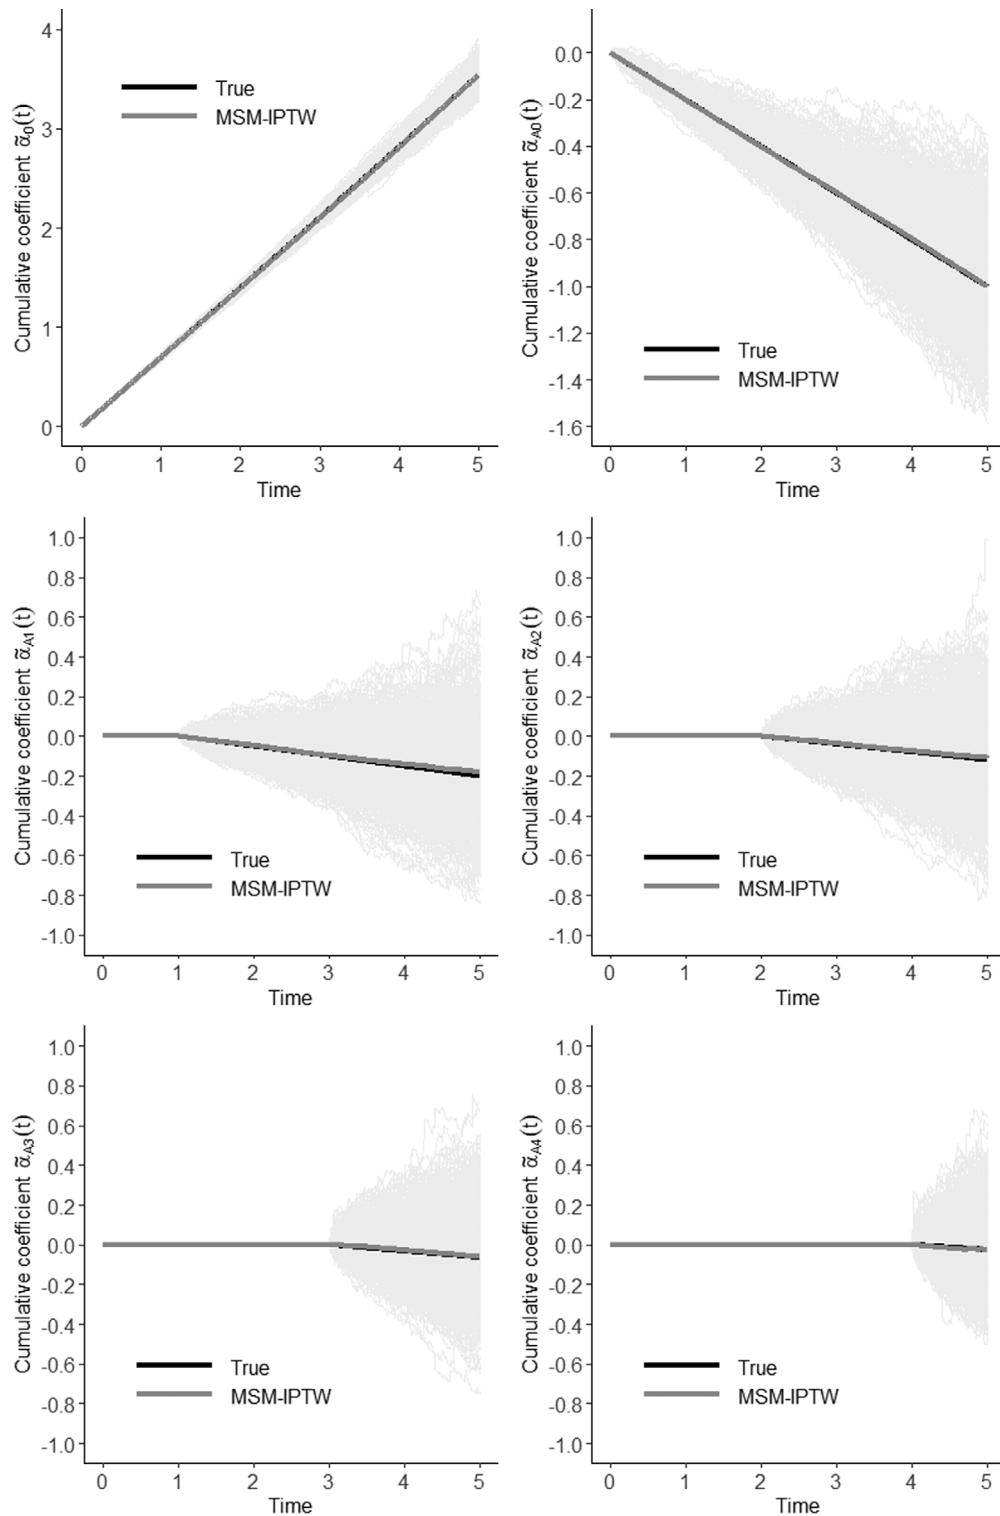 Cumulative coefficient α̃₀(t)
4
3
2
1
0
True
MSM-IPTW
0 1 2 3 4 5
Time
Cumulative coefficient α̃A0(t)
0.0
-0.2
-0.4
-0.6
-0.8
-1.0
-1.2
-1.4
-1.6
True
MSM-IPTW
0 1 2 3 4 5
Time
Cumulative coefficient α̃A1(t)
1.0
0.8
0.6
0.4
0.2
0.0
-0.2
-0.4
-0.6
-0.8
-1.0
True
MSM-IPTW
0 1 2 3 4 5
Time
Cumulative coefficient α̃A2(t)
1.0
0.8
0.6
0.4
0.2
0.0
-0.2
-0.4
-0.6
-0.8
-1.0
True
MSM-IPTW
0 1 2 3 4 5
Time
Cumulative coefficient α̃A3(t)
1.0
0.8
0.6
0.4
0.2
0.0
-0.2
-0.4
-0.6
-0.8
-1.0
True
MSM-IPTW
0 1 2 3 4 5
Time
Cumulative coefficient α̃A4(t)
1.0
0.8
0.6
0.4
0.2
0.0
-0.2
-0.4
-0.6
-0.8
-1.0
True
MSM-IPTW
0 1 2 3 4 5
Time